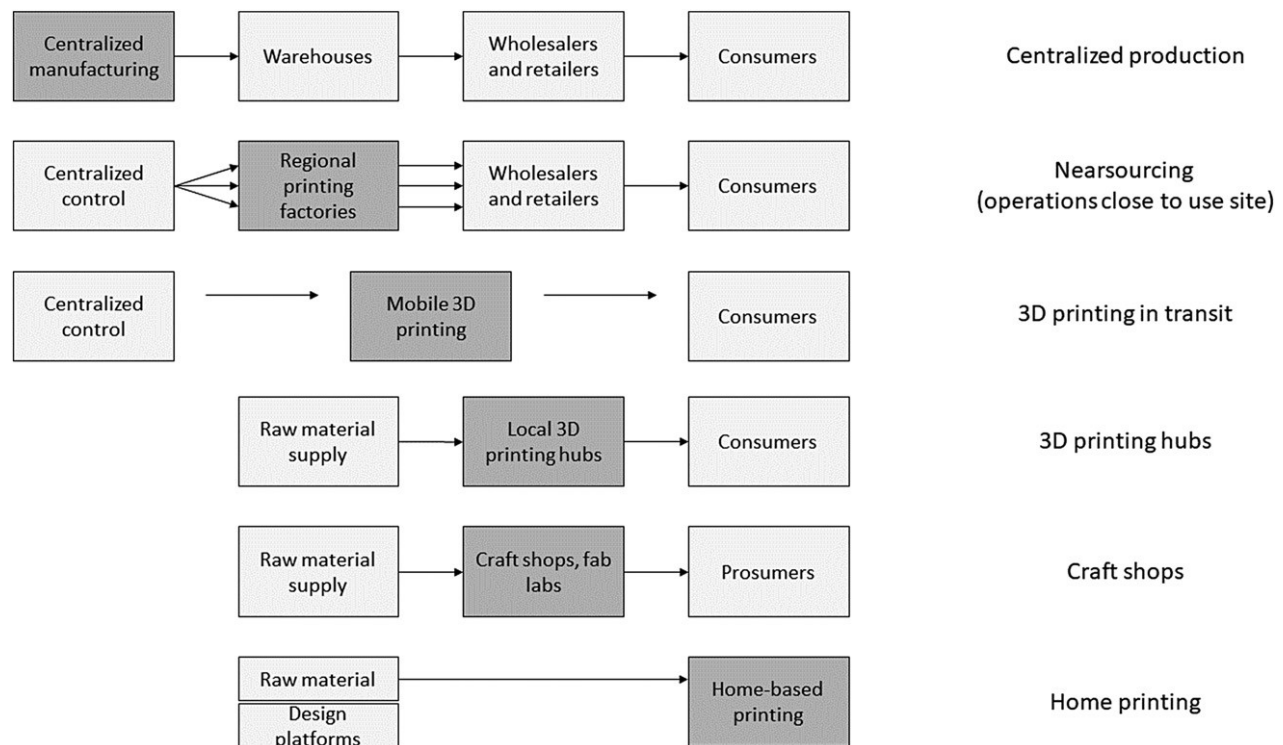 Centralized
manufacturing
Warehouses
Wholesalers
and retailers
Consumers
Centralized production
Centralized
control
Regional
printing
factories
Wholesalers
and retailers
Consumers
Nearsourcing
(operations close to use site)
Centralized
control
Mobile 3D
printing
Consumers
3D printing in transit
Raw material
supply
Local 3D
printing hubs
Consumers
3D printing hubs
Raw material
supply
Craft shops, fab
labs
Prosumers
Craft shops
Raw material
Design
platforms
Home-based
printing
Home printing